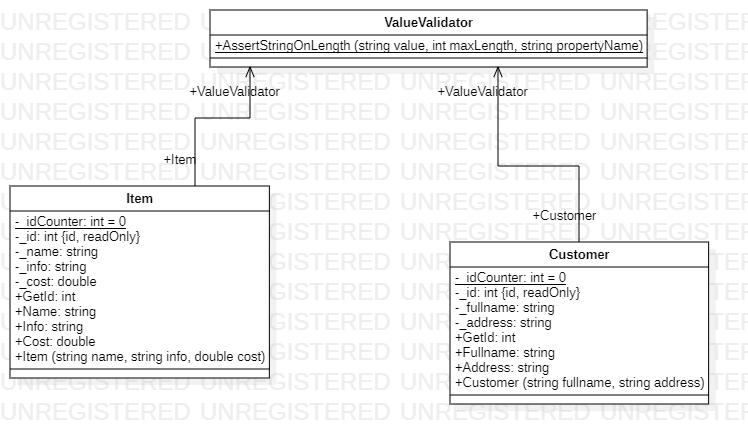 ValueValidator
+AssertStringOnLength (string value, int maxLength, string propertyName)
+ValueValidator
+ValueValidator
+Item
+Customer
Item
-_idCounter: int = 0
-_id: int {id, readOnly}
-_name: string
-_info: string
-_cost: double
+GetId: int
+Name: string
+Info: string
+Cost: double
+Item (string name, string info, double cost)
Customer
-_idCounter: int = 0
-_id: int {id, readOnly}
-_fullname: string
-_address: string
+GetId: int
+Fullname: string
+Address: string
+Customer (string fullname, string address)
UNREGISTERED UNREGISTERED UNREGISTERED UNREGISTERED